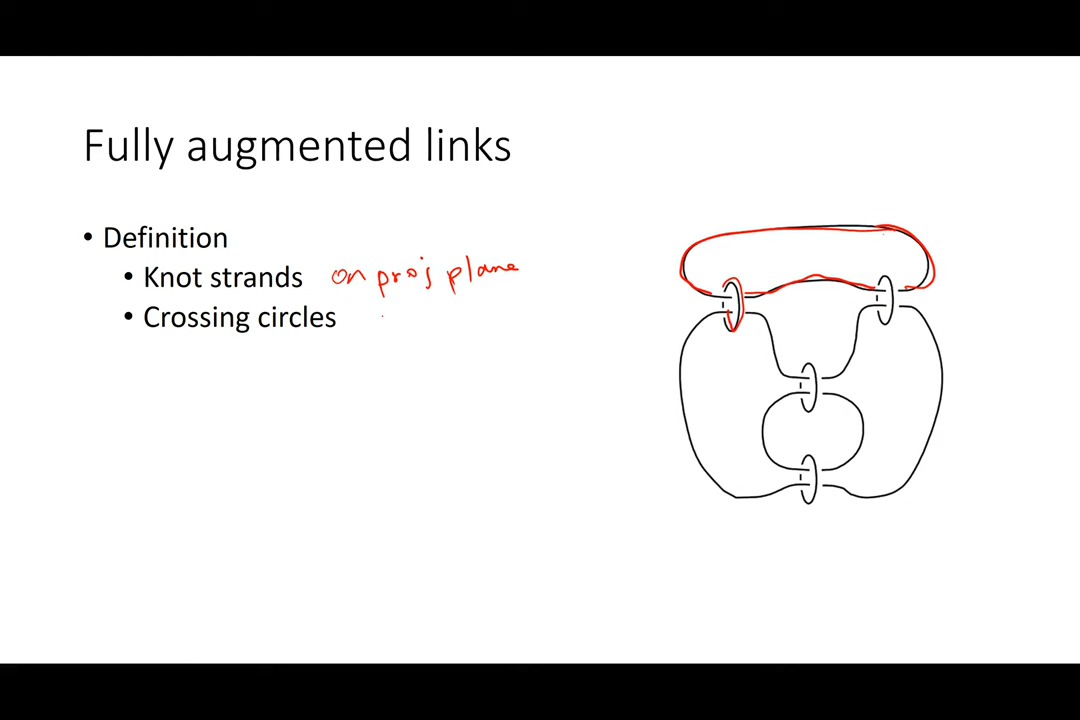 Fully augmented links
• Definition
• Knot strands on proj plane
• Crossing circles